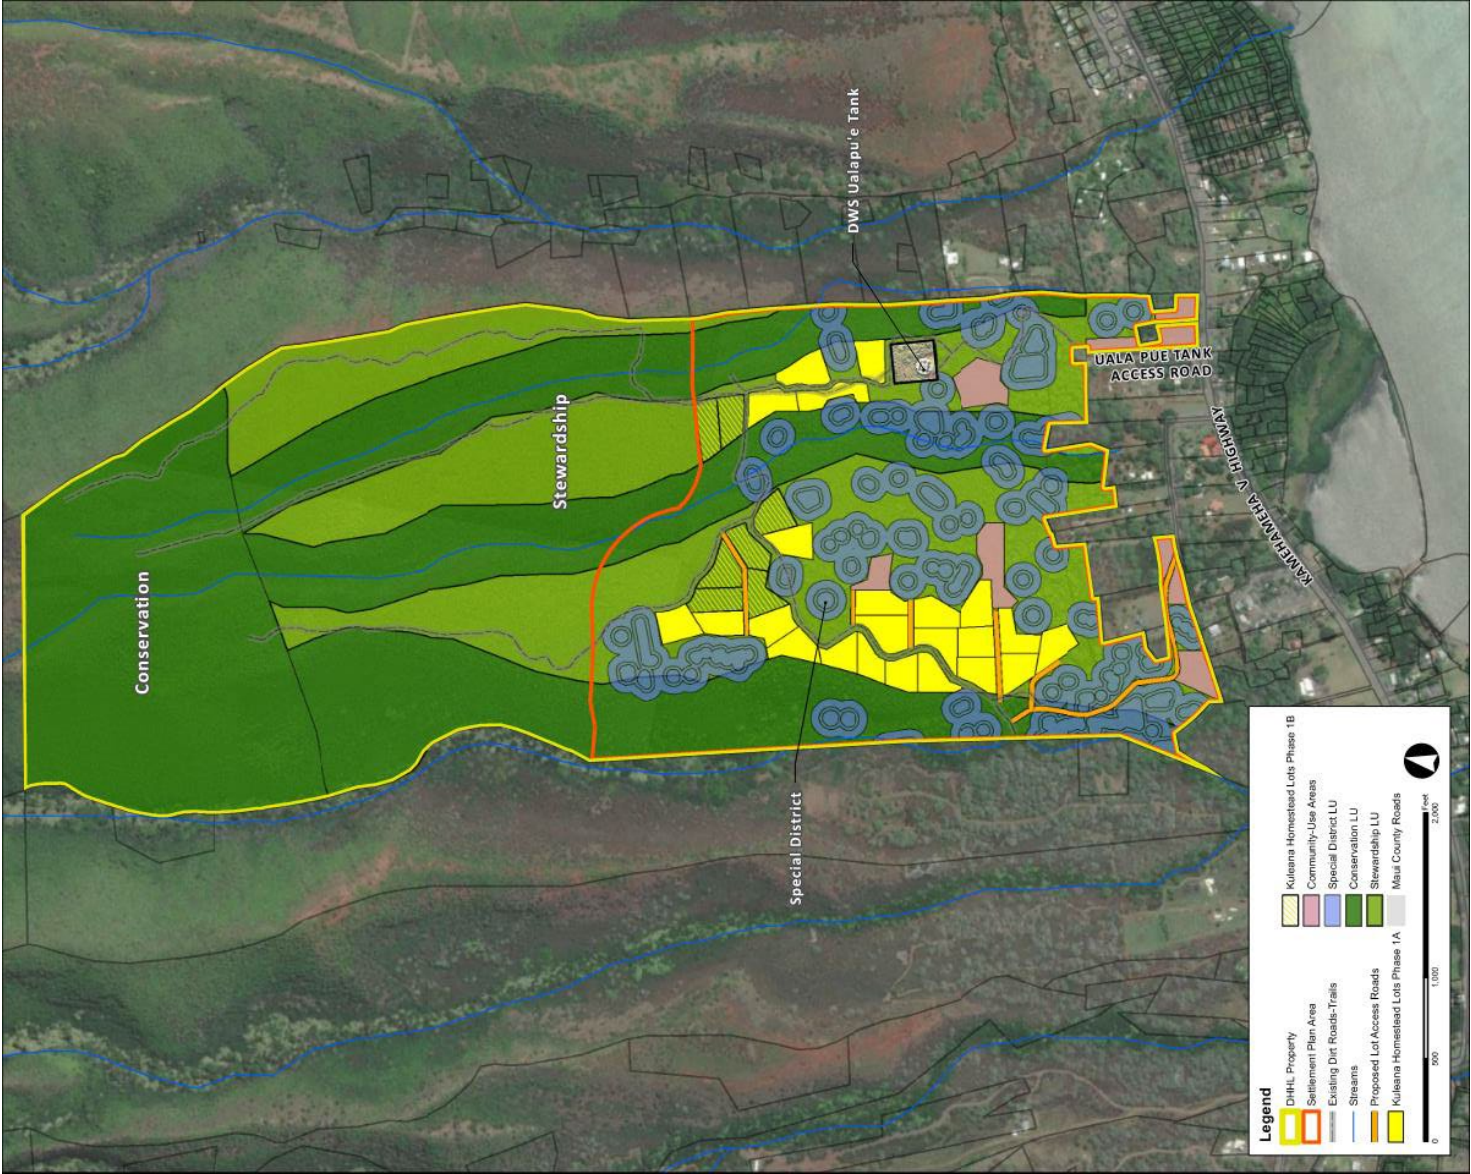 Conservation
Stewardship
DWS Ualapu'e Tank
UALA PUE TANK
ACCESS ROAD
KAMEHAMEHA V HIGHWAY
Special District
Legend
DHHL Property
Settlement Plan Area
Existing Dirt Roads-Trails
Streams
Proposed Lot Access Roads
Kuleana Homestead Lots Phase 1A
Kuleana Homestead Lots Phase 1B
Community-Use Areas
Special District LU
Conservation LU
Stewardship LU
Maui County Roads
0 500 1,000 2,000
Feet